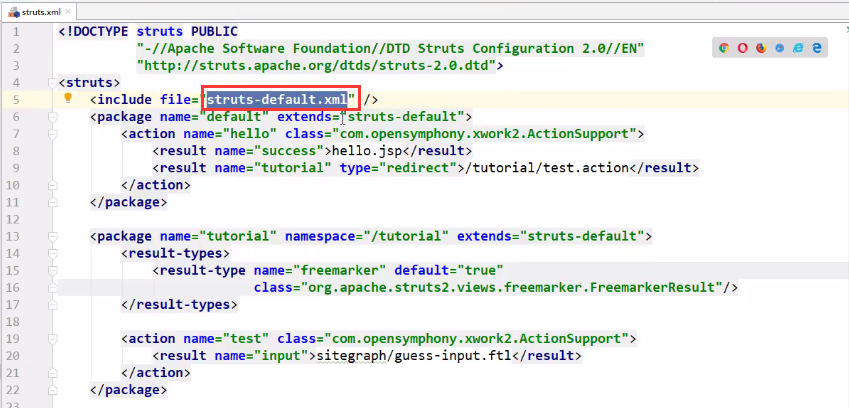 struts.xml
1 <!DOCTYPE struts PUBLIC
2 "-//Apache Software Foundation//DTD Struts Configuration 2.0//EN"
3 "http://struts.apache.org/dtds/struts-2.0.dtd">
4 <struts>
5 <include file="struts-default.xml" />
6 <package name="default" extends="struts-default">
7 <action name="hello" class="com.opensymphony.xwork2.ActionSupport">
8 <result name="success">hello.jsp</result>
9 <result name="tutorial" type="redirect">/tutorial/test.action</result>
10 </action>
11 </package>
12
13 <package name="tutorial" namespace="/tutorial" extends="struts-default">
14 <result-types>
15 <result-type name="freemarker" default="true"
16 class="org.apache.struts2.views.freemarker.FreemarkerResult"/>
17 </result-types>
18
19 <action name="test" class="com.opensymphony.xwork2.ActionSupport">
20 <result name="input">sitegraph/guess-input.ftl</result>
21 </action>
22 </package>
23